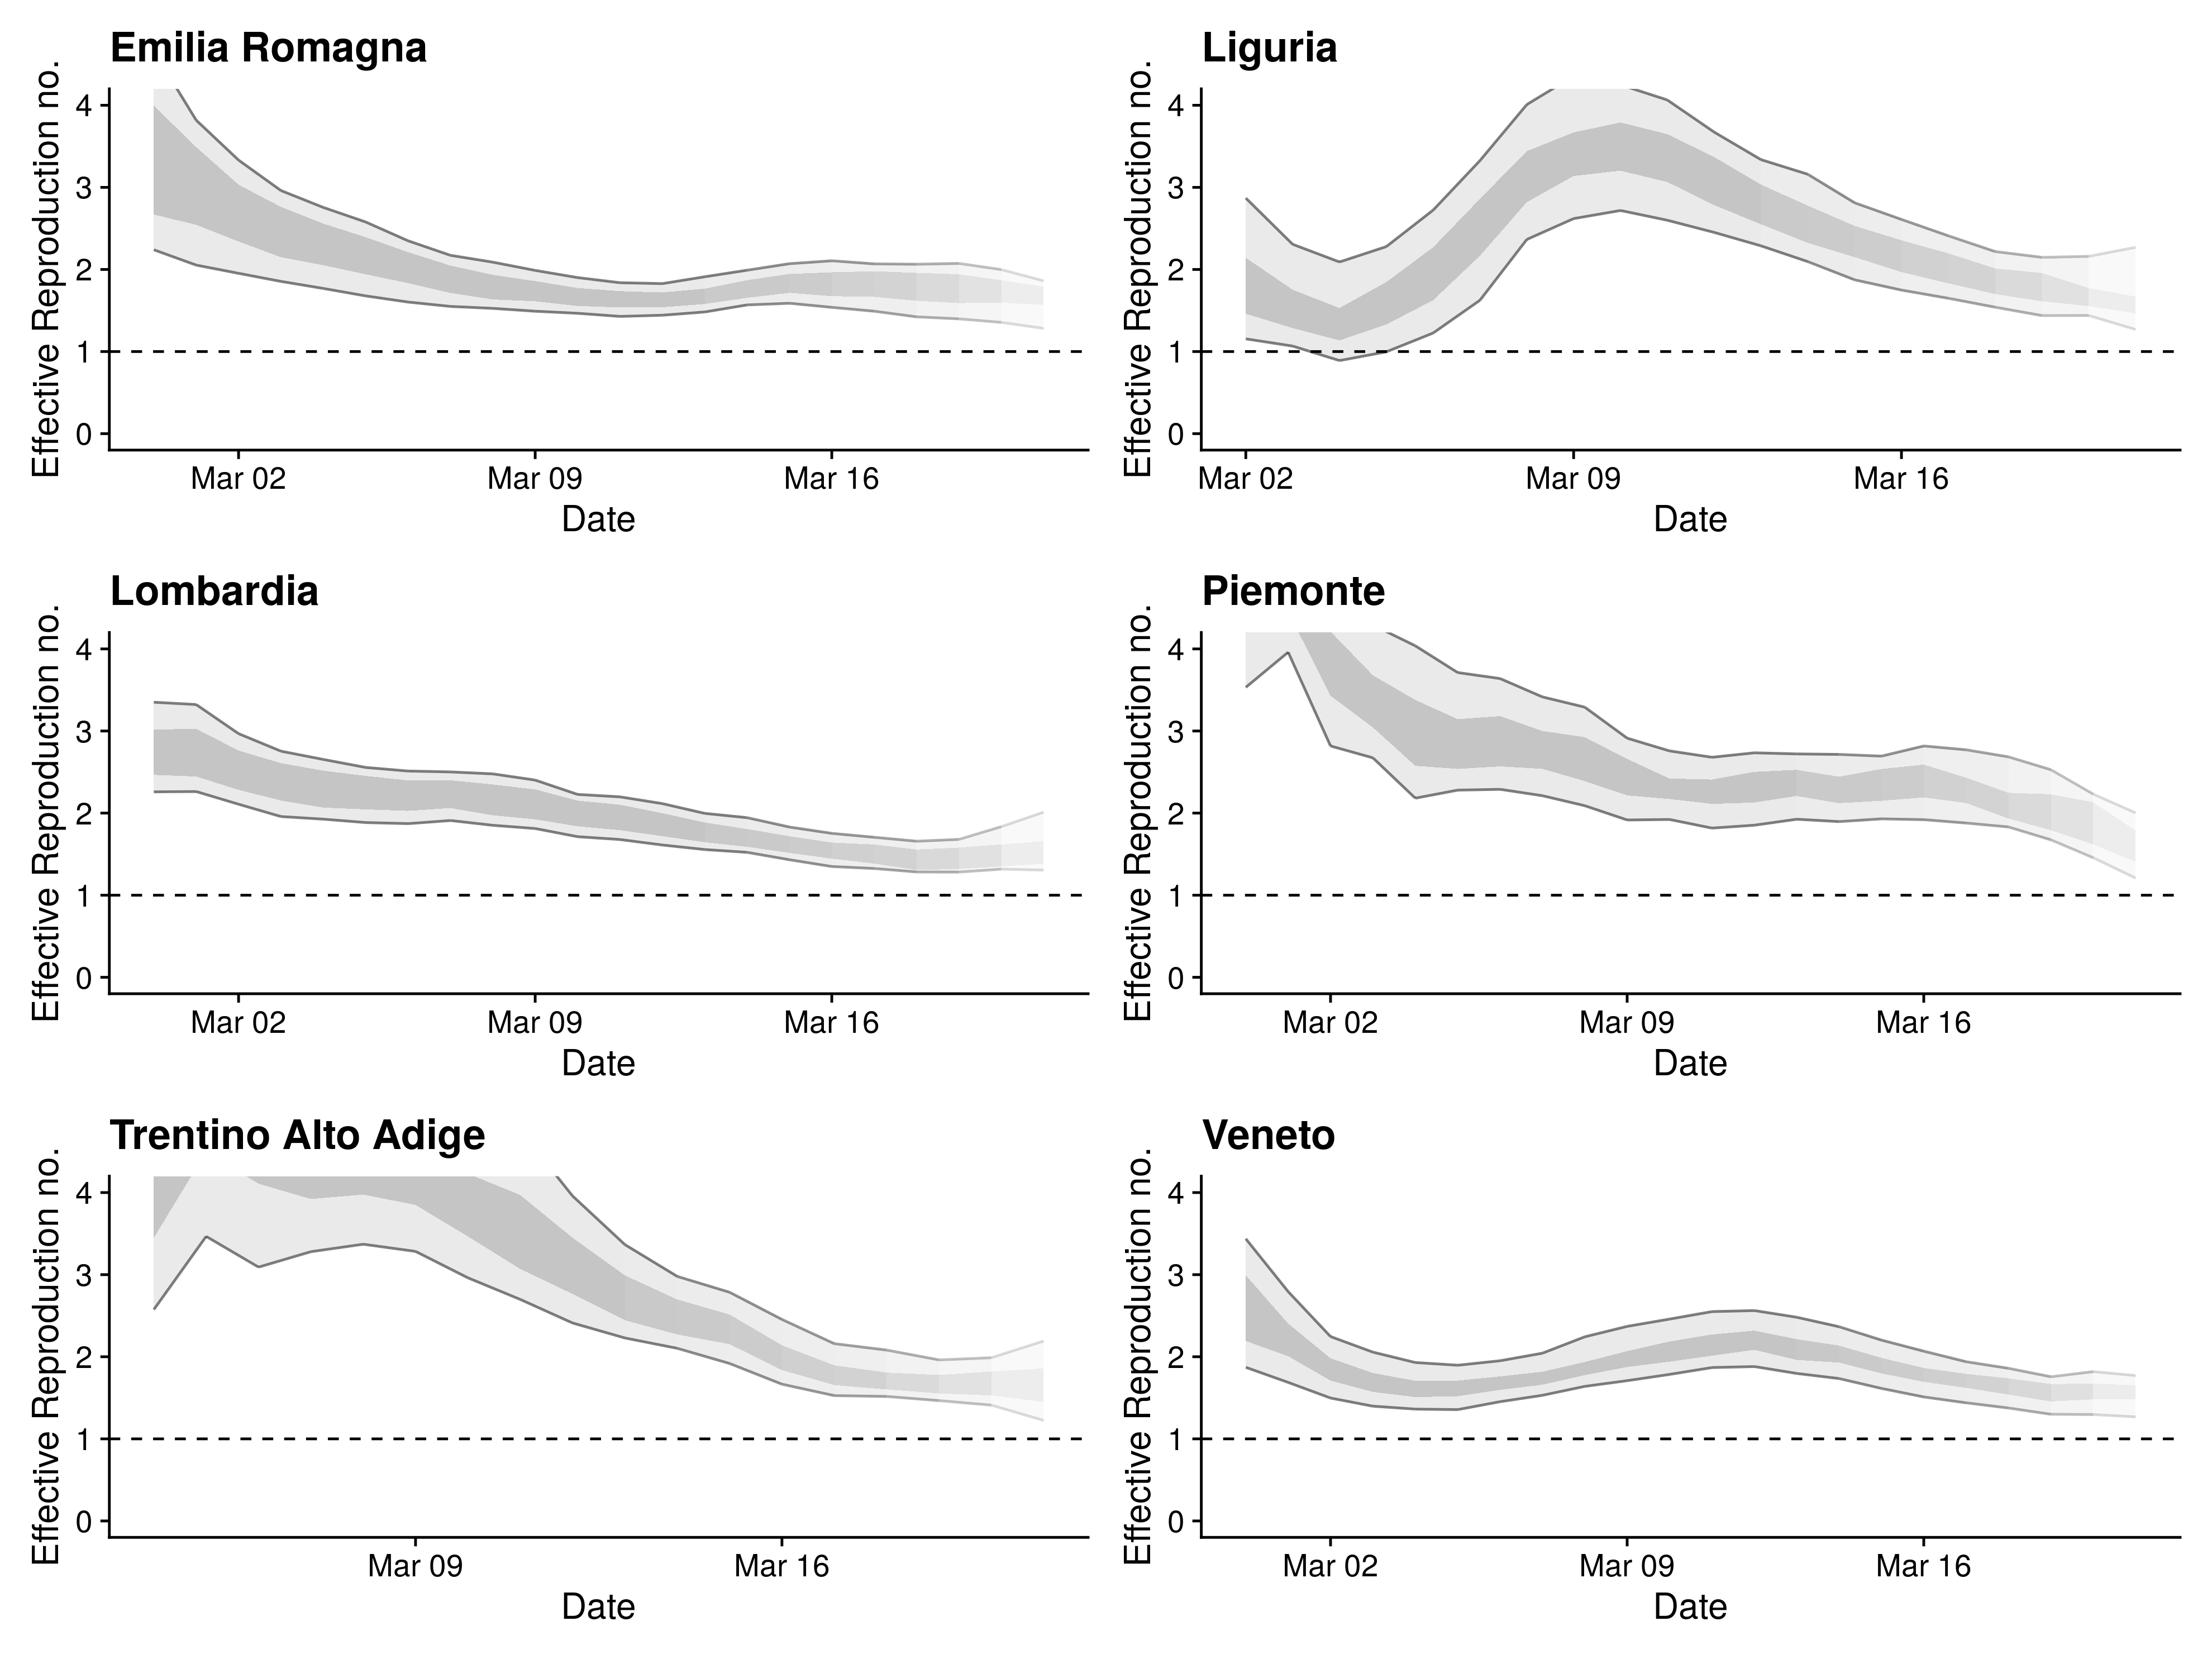 Emilia Romagna
Effective Reproduction no.
4
3
2
1
0
Mar 02 Mar 09 Mar 16
Date
Liguria
Effective Reproduction no.
4
3
2
1
0
Mar 02 Mar 09 Mar 16
Date
Lombardia
Effective Reproduction no.
4
3
2
1
0
Mar 02 Mar 09 Mar 16
Date
Piemonte
Effective Reproduction no.
4
3
2
1
0
Mar 02 Mar 09 Mar 16
Date
Trentino Alto Adige
Effective Reproduction no.
4
3
2
1
0
Mar 09 Mar 16
Date
Veneto
Effective Reproduction no.
4
3
2
1
0
Mar 02 Mar 09 Mar 16
Date